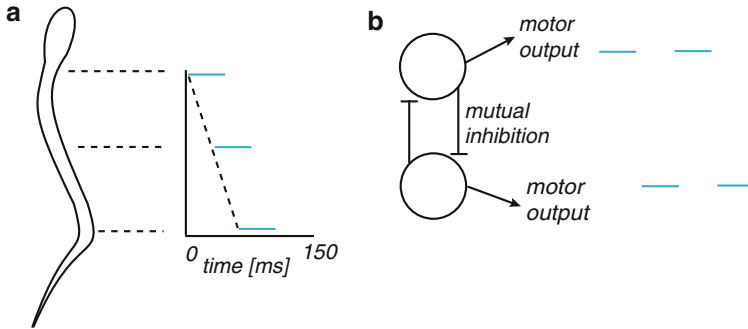 a
0
150
time [ms]
b
motor
output
mutual
inhibition
motor
output